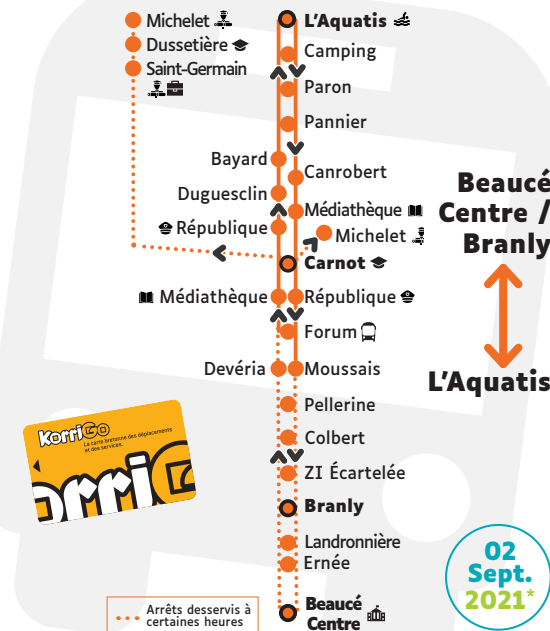 Michelet
Dussetière
Saint-Germain
L'Aquatis
Camping
Paron
Pannier
Bayard
Canrobert
Duguesclin
Médiathèque
République
Michelet
Carnot
Médiathèque
République
Forum
Devéria
Moussais
Pellerine
Colbert
ZI Écartelée
Branly
Landronnière
Ernée
Beaucé
Centre
Beaucé
Centre /
Branly
L'Aquatis
KorriGo
La carte bretonne des déplacements
et des services.
orriG
Arrêts desservis à
certaines heures
02
Sept.
2021*